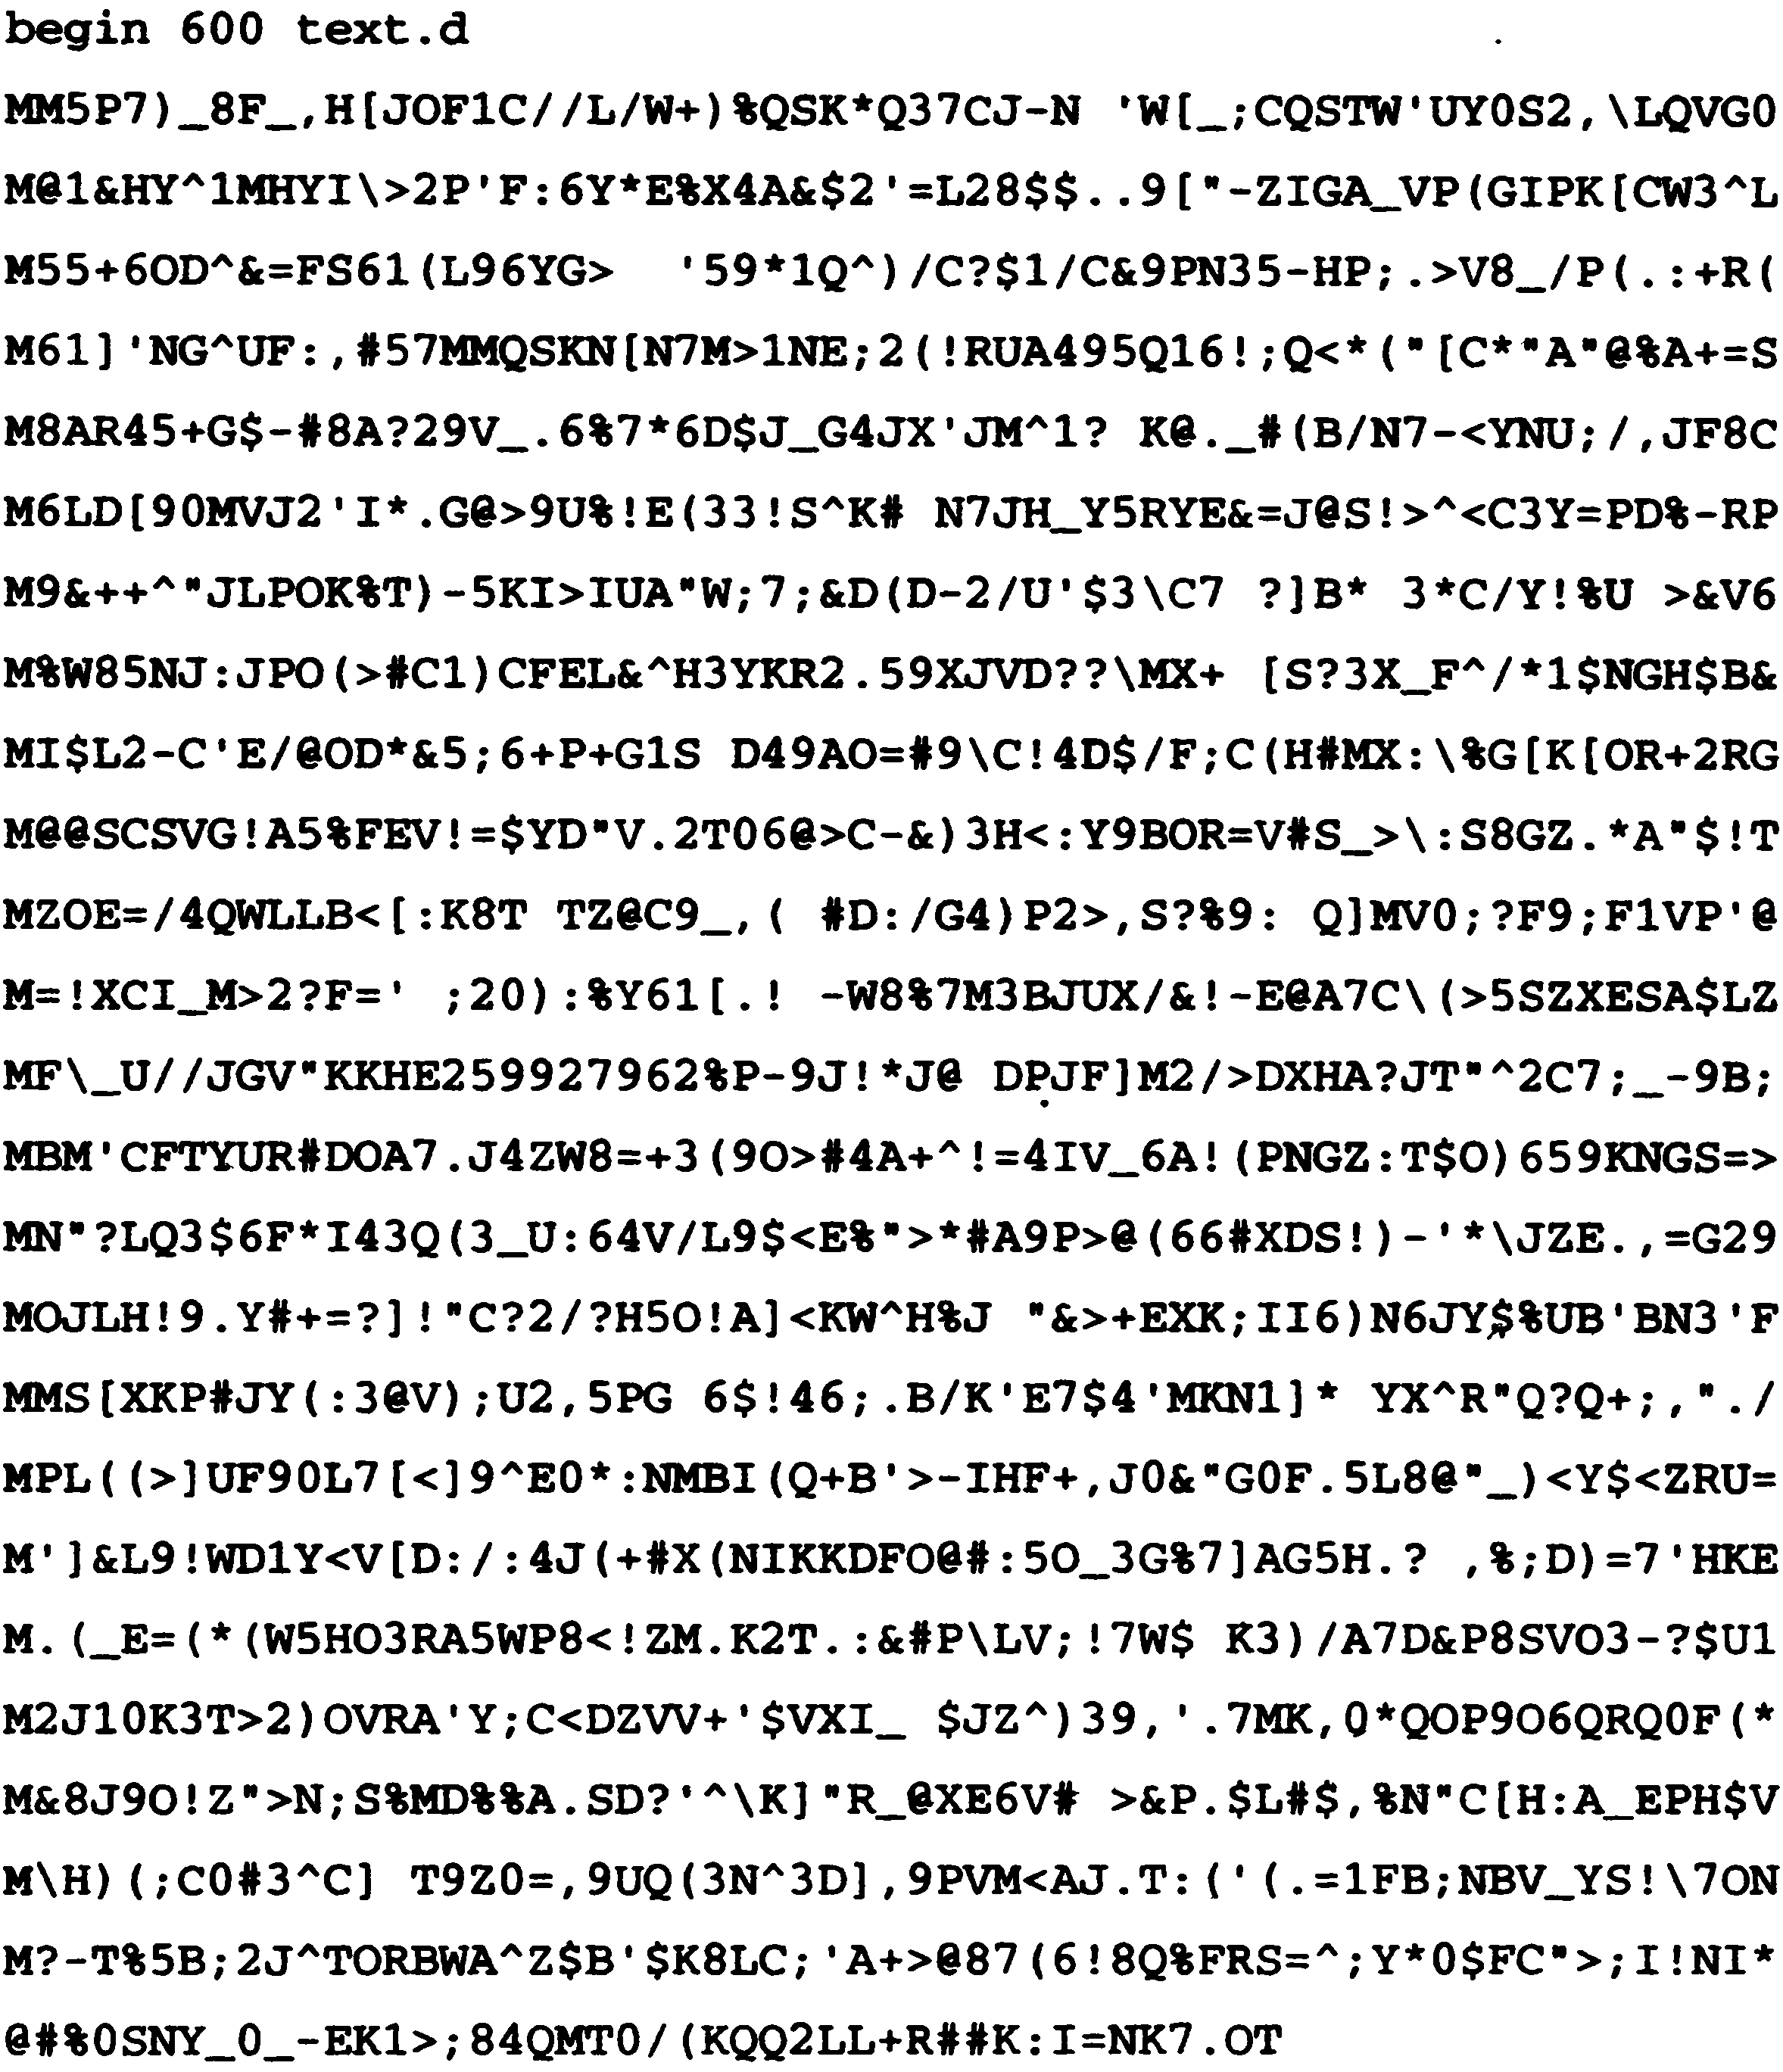 begin 600 text.d
MM5P7)_8F_,H[JOF1C//L/W+)%QSK*Q37CJ-N 'W[_;CQSTW'UY0S2,\LQVG0
M@1&HY^1MHYI\>2P'F:6Y*E%X4A&$2'=L28$$..9["-ZIGA_VP(GIPK[CW3^L
M55+6OD^&=FS61(L96YG>  '59*1Q^)/C?$1/C&9PN35-HP;.>V8_/P(.:+R(
M61]'NG^UF:,#57MMQSKN[N7M>1NE;2(!RUA495Q16!;Q<*("[C*"A"@%A+=S
M8AR45+G$-#8A?29V_.6%7*6D$J_G4JX'JM^1? K@._#(B/N7-<YNU;/,JF8C
M6LD[90MVJ2'I*.G@>9U%!E(33!S^K# N7JH_Y5RYE&=J@S!>^<C3Y=PD%-RP
M9&++^"JLPOK%T)-5KI>IUA"W;7;&D(D-2/U'$3\C7 ?]B* 3*C/Y!%U >&V6
M%W85NJ:JPO(>#C1)CFEL&^H3YKR2.59XJVD??\MX+ [S?3X_F^/*1$NGH$B&
MI$L2-C'E/@OD*&5;6+P+G1S D49AO=#9\C!4D$/F;C(H#MX:\%G[K[OR+2RG
M@@SCSVG!A5%FEV!=$YD"V.2T06@>C-&)3H<:Y9BOR=V#S_>\:S8GZ.*A"$!T
MZOE=/4QWLLB<[:K8T TZ@C9_,( #D:/G4)P2>,S?%9: Q]MV0;?F9;F1VP'@
M=!XCI_M>2?F=' ;20):%Y61[.! -W8%7M3BJUX/&!-E@A7C\(>5SZXESA$LZ
MF\_U//JGV"KKHE259927962%P-9J!*J@ DPJF]M2/>DXHA?JT"^2C7;_-9B;
MBM'CFTYUR#DOA7.J4ZW8=+3(9O>#4A+^!=4IV_6A!(PNGZ:T$O)659KNGS=>
MN"?LQ3$6F*I43Q(3_U:64V/L9$<E%">*#A9P>@(66#XDS!)-'*\JZE.,=G29
MOJLH!9.Y#+=?]!"C?2/?H5O!A]<KW^H%J "&>+EXK;II6)N6JY$%UB'BN3'F
MMS[XKP#JY(:3@V);U2,5PG 6$!46;.B/K'E7$4'MKN1]* YX^R"Q?Q+;,"./
MPL((>]UF90L7[<]9^E0*:NMBI(Q+B'>-IHF+,J0&"G0F.5L8@"_)<Y$<ZRU=
M']&L9!WD1Y<V[D:/:4J(+#X(NIKKDFO@#:5O_3G%7]AG5H.? ,%;D)=7'HKE
M.(_E=(*(W5HO3RA5WP8<!ZM.K2T.:&#P\LV;!7W$ K3)/A7D&P8SVO3-?$U1
M2J10K3T>2)OVRA'Y;C<DZVV+'$VXI_ $JZ^)39,'.7MK,0*QOP9O6QRQ0F(*
M&8J9O!Z">N;S%MD%%A.SD?'^\K]"R_@XE6V# >&P.$L#$,%N"C[H:A_EPH$V
M\H)(;C0#3^C] T9Z0=,9UQ(3N^3D],9PVM<AJ.T:('(.=1FB;NBV_YS!\7ON
M?-T%5B;2J^TORBWA^Z$B'$K8LC;'A+>@87(6!8Q%FRS=^;Y*0$FC">;I!NI*
@#%0SNY_0_-EK1>;84QMT0/(KQQ2LL+R##K:I=NK7.OT